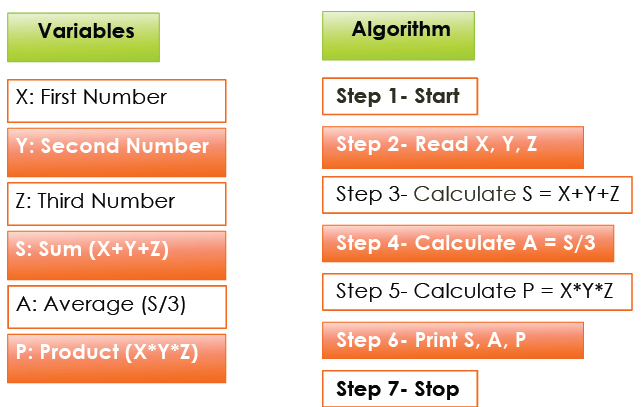 Variables
X: First Number
Y: Second Number
Z: Third Number
S: Sum (X+Y+Z)
A: Average (S/3)
P: Product (X*Y*Z)
Algorithm
Step 1- Start
Step 2- Read X, Y, Z
Step 3- Calculate S = X+Y+Z
Step 4- Calculate A = S/3
Step 5- Calculate P = X*Y*Z
Step 6- Print S, A, P
Step 7- Stop